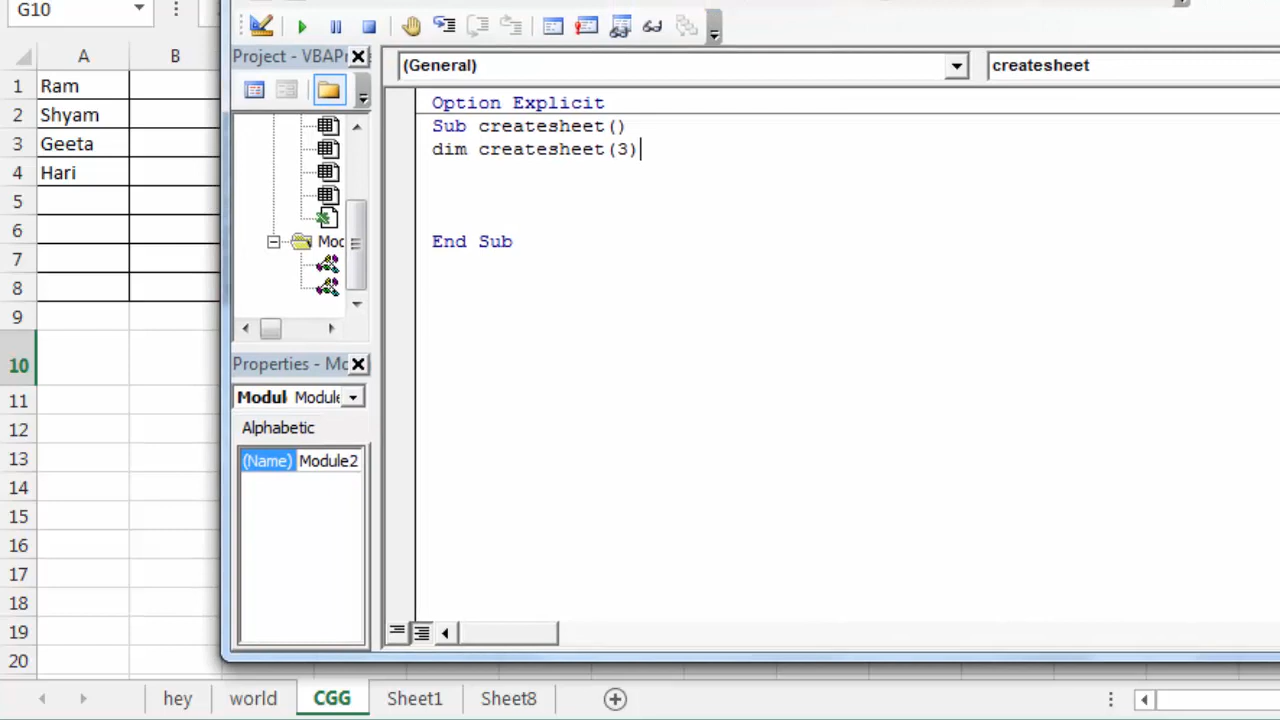 G10
Project - VBAPr
(General)
createsheet
A
B
1
Ram
2
Shyam
3
Geeta
4
Hari
5
6
7
8
9
10
11
12
13
14
15
16
17
18
19
20
Option Explicit
Sub createsheet()
dim createsheet(3)
End Sub
Moc
Properties - Mo
Modul Module
Alphabetic
(Name) Module2
hey
world
CGG
Sheet1
Sheet8